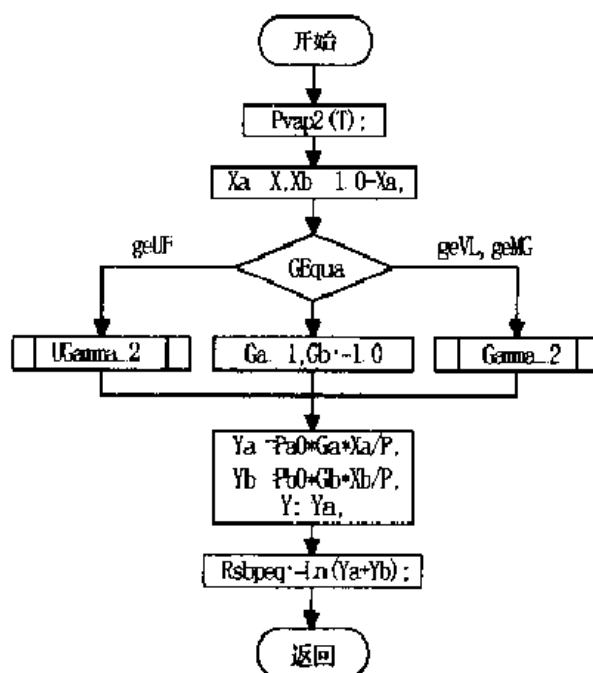 开始
Pvap2(T);
Xa X,Xb 1.0-Xa,
geUF
geVL, geMG
GEqua
UGamma_2
Ga 1,Gb·-1.0
Gamma_2
Ya -Pa0*Ga*Xa/P,
Yb -Pb0*Gb*Xb/P,
Y: Ya,
Rsbpeq·-Ln(Ya+Yb);
返回